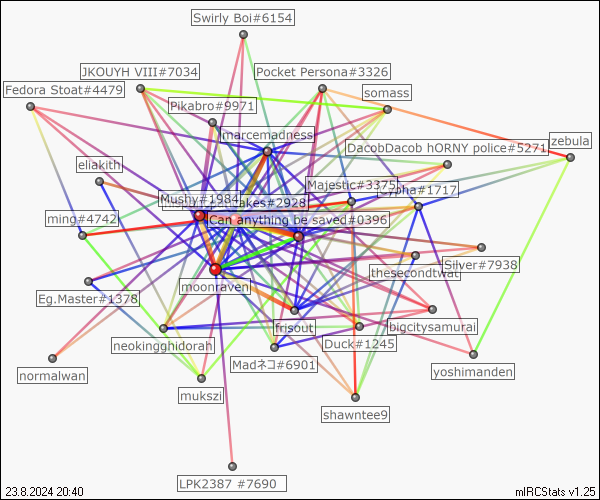 Swirly Boi#6154
JKOUYH VIII#7034
Pocket Persona#3326
Fedora Stoat#4479
somass
Pikabro#9971
marcemadness
zebula
DacobDacob hORNY police#5271
eliakith
Majestic#3375
#1717
Mushy#1984
#2928
ming#4742
Can anything be saved#0396
Silver#7938
thesecondtwat
moonraven
Eg.Master#1378
frisout
bigcitysamurai
neokingghidorah
Duck#1245
Madネコ#6901
normalwan
yoshimanden
mukszi
shawntee9
LPK2387 #7690
23.8.2024 20:40
mIRCStats v1.25